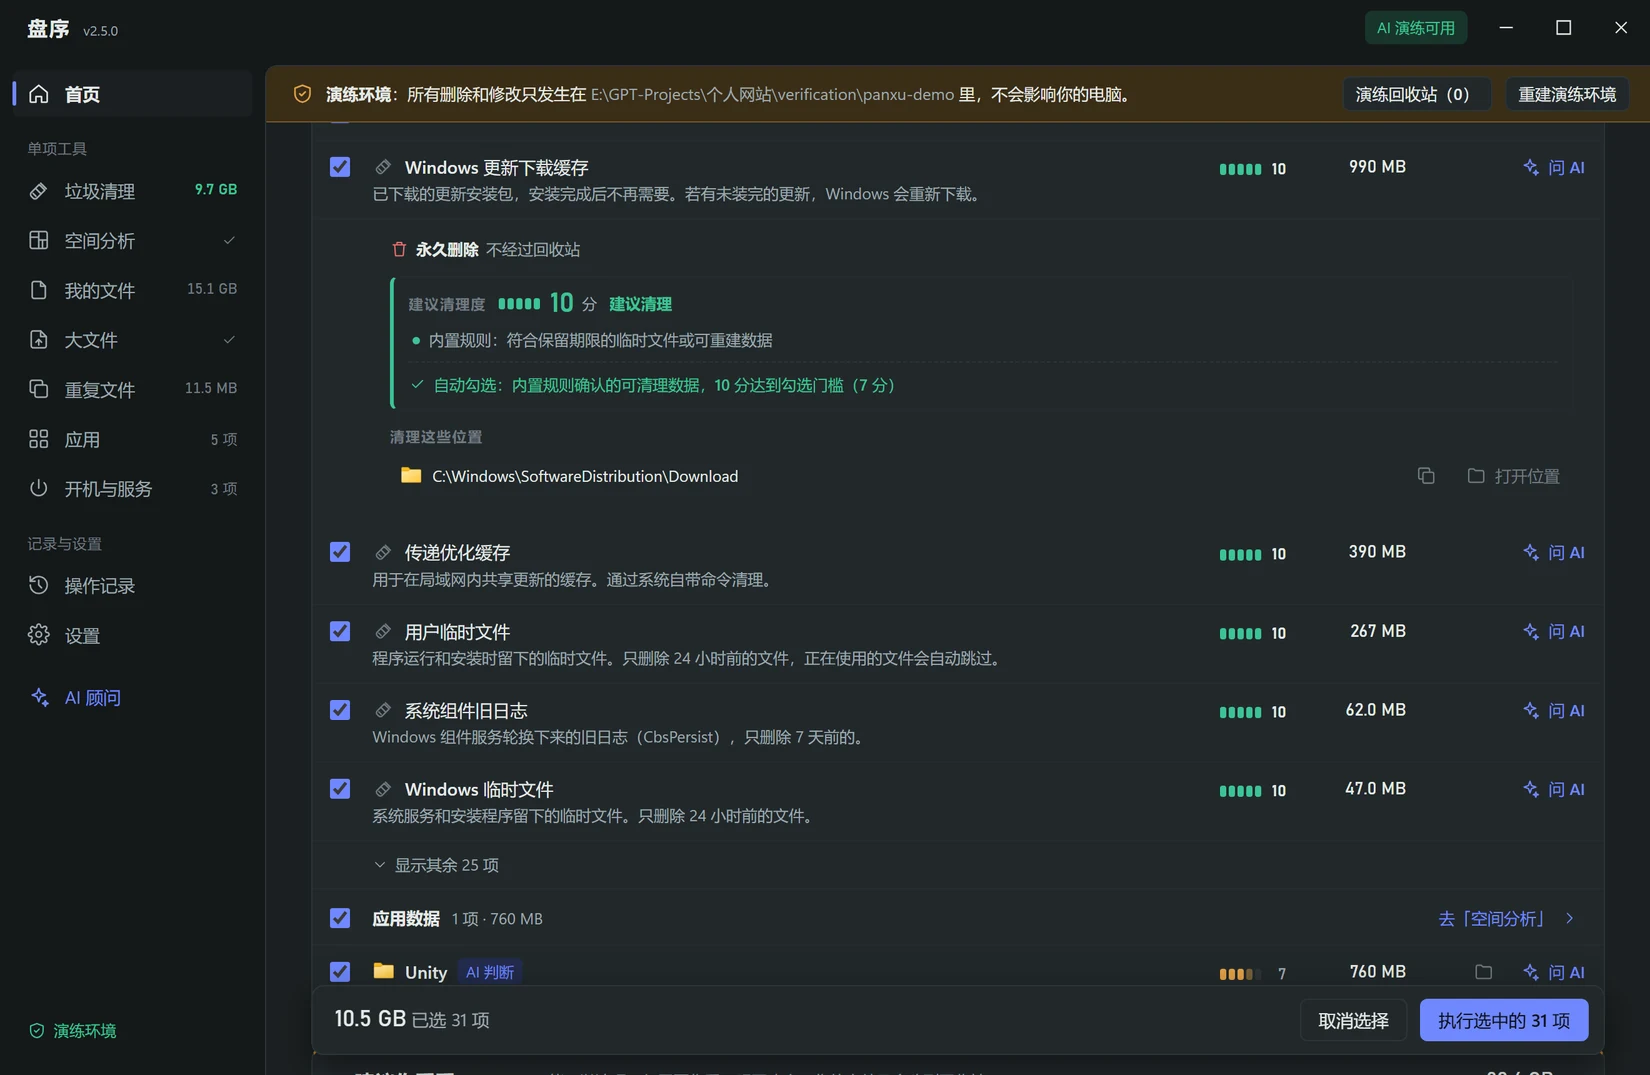 盘序 v2.5.0
AI 演练可用
首页
演练环境：所有删除和修改只发生在 E:\GPT-Projects\个人网站\verification\panxu-demo 里，不会影响你的电脑。
演练回收站（0）
重建演练环境
单项工具
垃圾清理 9.7 GB
空间分析
我的文件 15.1 GB
大文件
重复文件 11.5 MB
应用 5 项
开机与服务 3 项
记录与设置
操作记录
设置
AI 顾问
演练环境
Windows 更新下载缓存 10 990 MB 问 AI
已下载的更新安装包，安装完成后不再需要。若有未装完的更新，Windows 会重新下载。
永久删除 不经过回收站
建议清理度 10 分 建议清理
内置规则：符合保留期限的临时文件或可重建数据
自动勾选：内置规则确认的可清理数据，10 分达到勾选门槛（7 分）
清理这些位置
C:\Windows\SoftwareDistribution\Download 打开位置
传递优化缓存 10 390 MB 问 AI
用于在局域网内共享更新的缓存。通过系统自带命令清理。
用户临时文件 10 267 MB 问 AI
程序运行和安装时留下的临时文件。只删除 24 小时前的文件，正在使用的文件会自动跳过。
系统组件旧日志 10 62.0 MB 问 AI
Windows 组件服务轮换下来的旧日志（CbsPersist），只删除 7 天前的。
Windows 临时文件 10 47.0 MB 问 AI
系统服务和安装程序留下的临时文件。只删除 24 小时前的文件。
显示其余 25 项
应用数据 1 项 · 760 MB 去「空间分析」
Unity AI 判断 7 760 MB 问 AI
10.5 GB 已选 31 项
取消选择
执行选中的 31 项